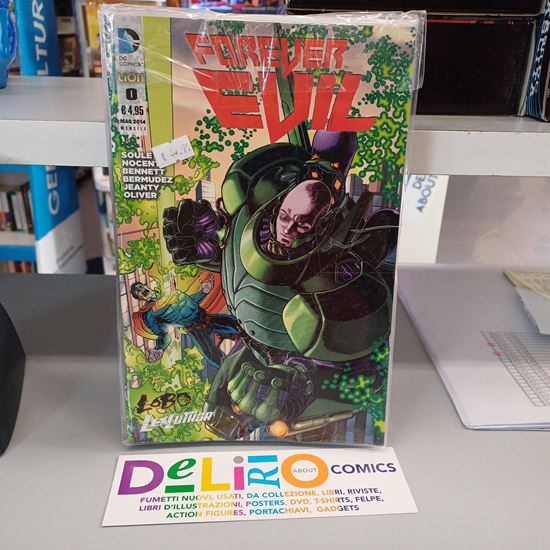 FOREVER
EVIL
DC COMICS
LION
0
€ 4,95
MAG 2014
MENSILE
SOULE
NOCENTI
BENNETT
BERMUDEZ
JEANTY
OLIVER
LOBO
LEX LUTHOR
DELIRIO ABOUT COMICS
FUMETTI NUOVI, USATI, DA COLLEZIONE, LIBRI, RIVISTE,
LIBRI D'ILLUSTRAZIONI, POSTERS, DVD, T-SHIRTS, FELPE,
ACTION FIGURES, PORTACHIAVI, GADGETS